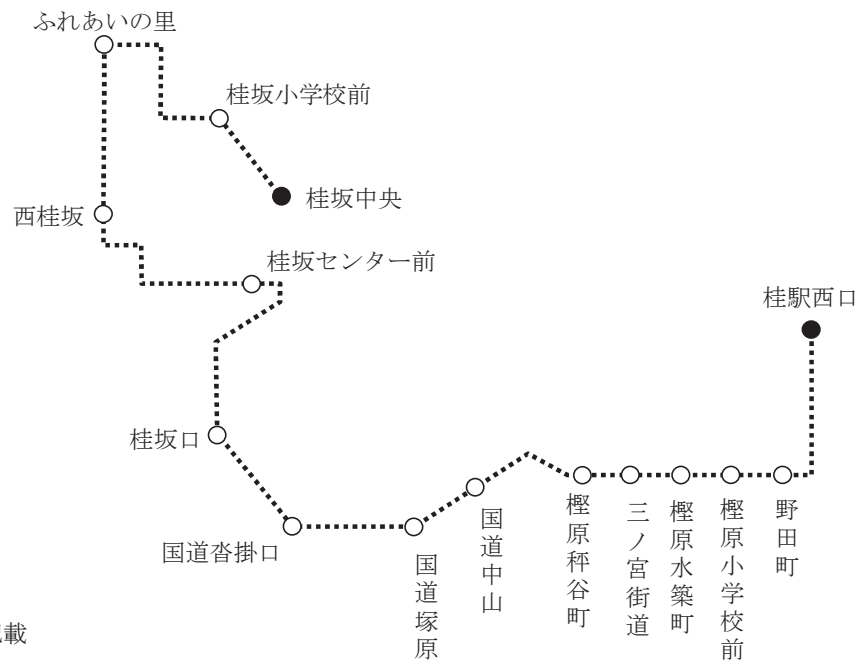 ふれあいの里
桂坂小学校前
桂坂中央
西桂坂
桂坂センター前
桂駅西口
桂坂口
国道沓掛口
国道塚原
国道中山
樫原秤谷町
三ノ宮街道
樫原水築町
樫原小学校前
野田町
載